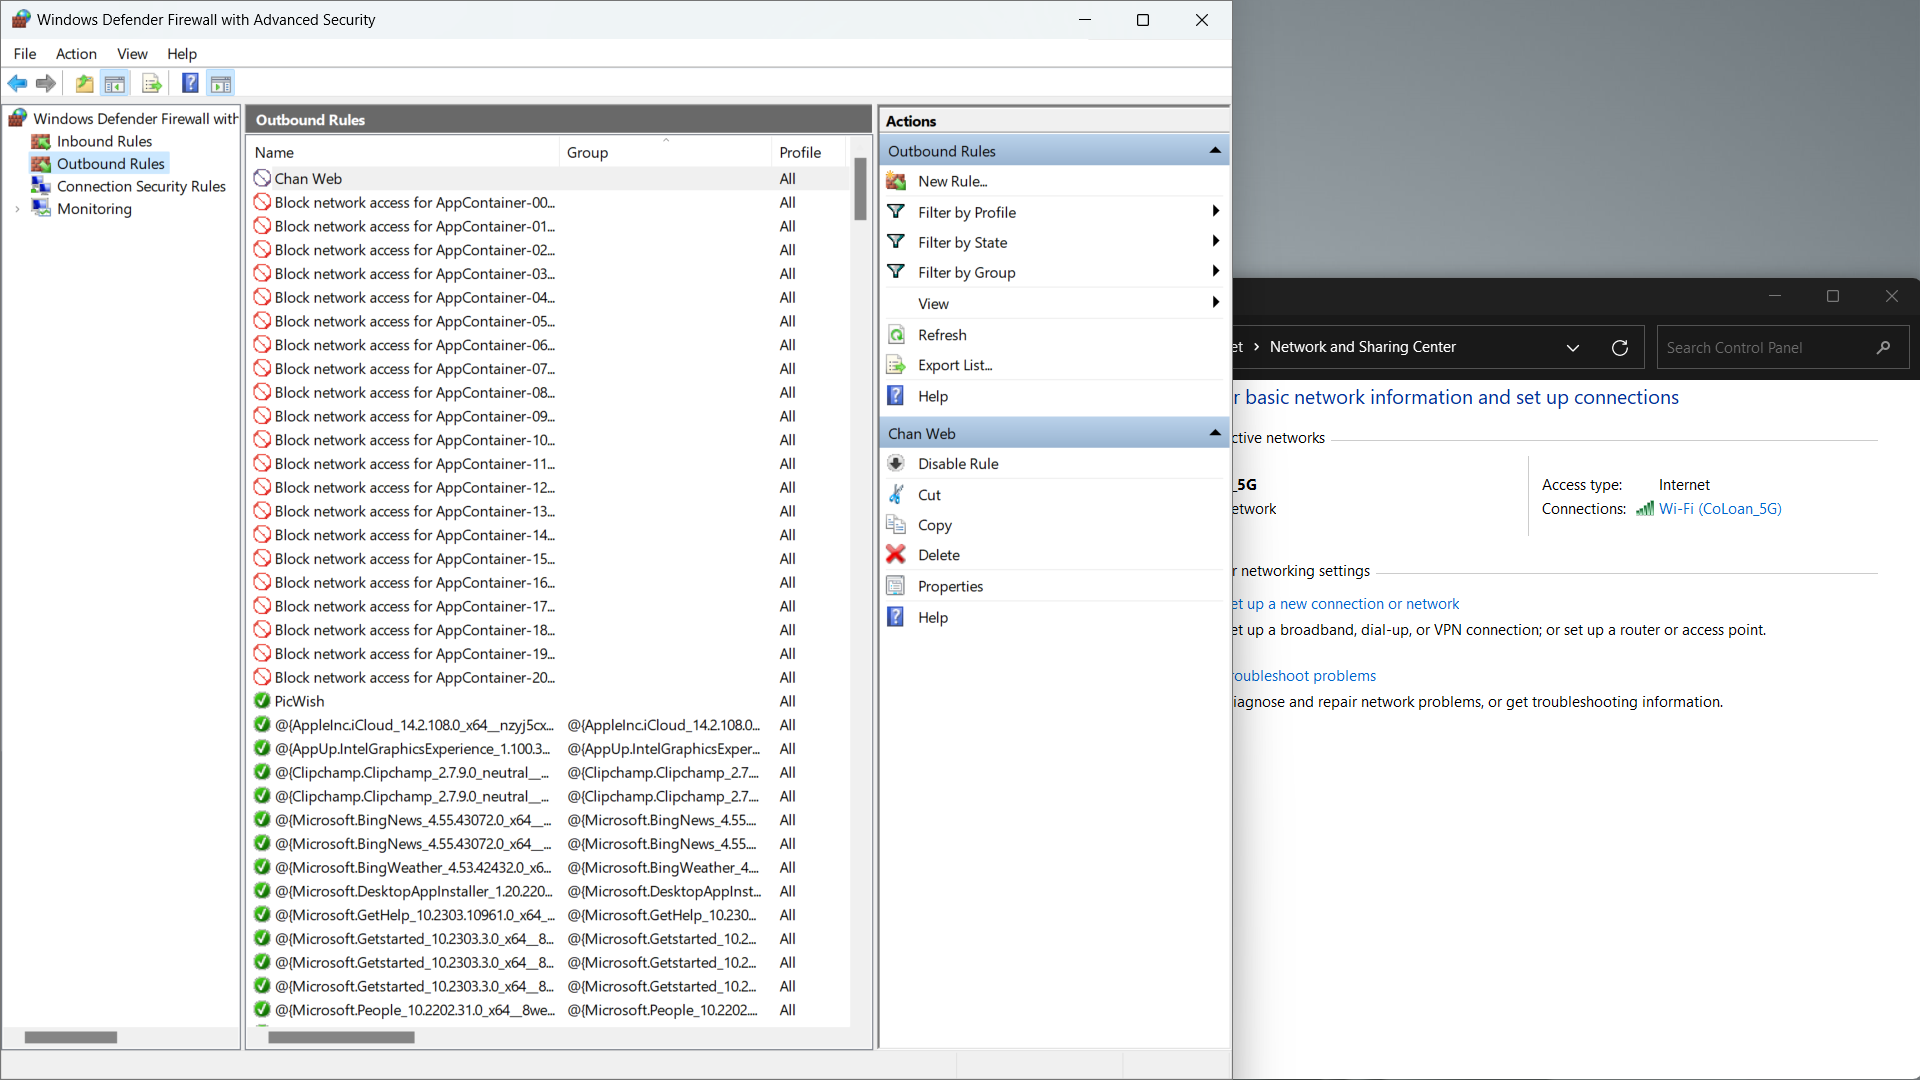 Windows Defender Firewall with Advanced Security
File Action View Help
Windows Defender Firewall with
Inbound Rules
Outbound Rules
Connection Security Rules
Monitoring
Outbound Rules
Name Group Profile
Chan Web All
Block network access for AppContainer-00... All
Block network access for AppContainer-01... All
Block network access for AppContainer-02... All
Block network access for AppContainer-03... All
Block network access for AppContainer-04... All
Block network access for AppContainer-05... All
Block network access for AppContainer-06... All
Block network access for AppContainer-07... All
Block network access for AppContainer-08... All
Block network access for AppContainer-09... All
Block network access for AppContainer-10... All
Block network access for AppContainer-11... All
Block network access for AppContainer-12... All
Block network access for AppContainer-13... All
Block network access for AppContainer-14... All
Block network access for AppContainer-15... All
Block network access for AppContainer-16... All
Block network access for AppContainer-17... All
Block network access for AppContainer-18... All
Block network access for AppContainer-19... All
Block network access for AppContainer-20... All
PicWish All
@{AppleInc.iCloud_14.2.108.0_x64__nzyj5cx... @{AppleInc.iCloud_14.2.108.0... All
@{AppUp.IntelGraphicsExperience_1.100.3... @{AppUp.IntelGraphicsExper... All
@{Clipchamp.Clipchamp_2.7.9.0_neutral__... @{Clipchamp.Clipchamp_2.7.... All
@{Clipchamp.Clipchamp_2.7.9.0_neutral__... @{Clipchamp.Clipchamp_2.7.... All
@{Microsoft.BingNews_4.55.43072.0_x64__... @{Microsoft.BingNews_4.55.... All
@{Microsoft.BingNews_4.55.43072.0_x64__... @{Microsoft.BingNews_4.55.... All
@{Microsoft.BingWeather_4.53.42432.0_x6... @{Microsoft.BingWeather_4.... All
@{Microsoft.DesktopAppInstaller_1.20.220... @{Microsoft.DesktopAppInst... All
@{Microsoft.GetHelp_10.2303.10961.0_x64_... @{Microsoft.GetHelp_10.230... All
@{Microsoft.Getstarted_10.2303.3.0_x64__8... @{Microsoft.Getstarted_10.2... All
@{Microsoft.Getstarted_10.2303.3.0_x64__8... @{Microsoft.Getstarted_10.2... All
@{Microsoft.Getstarted_10.2303.3.0_x64__8... @{Microsoft.Getstarted_10.2... All
@{Microsoft.People_10.2202.31.0_x64__8we... @{Microsoft.People_10.2202.... All
Actions
Outbound Rules
New Rule...
Filter by Profile
Filter by State
Filter by Group
View
Refresh
Export List...
Help
Chan Web
Disable Rule
Cut
Copy
Delete
Properties
Help
et > Network and Sharing Center
Search Control Panel
r basic network information and set up connections
ctive networks
_5G
etwork
Access type: Internet
Connections: Wi-Fi (CoLoan_5G)
r networking settings
et up a new connection or network
et up a broadband, dial-up, or VPN connection; or set up a router or access point.
roubleshoot problems
iagnose and repair network problems, or get troubleshooting information.